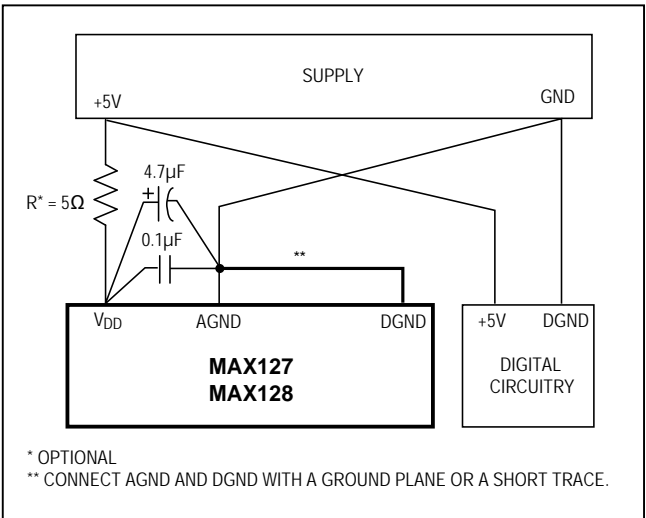 SUPPLY
+5V
GND
4.7µF
+
R* = 5Ω
0.1µF
**
VDD
AGND
DGND
+5V
DGND
MAX127
MAX128
DIGITAL
CIRCUITRY
* OPTIONAL
** CONNECT AGND AND DGND WITH A GROUND PLANE OR A SHORT TRACE.